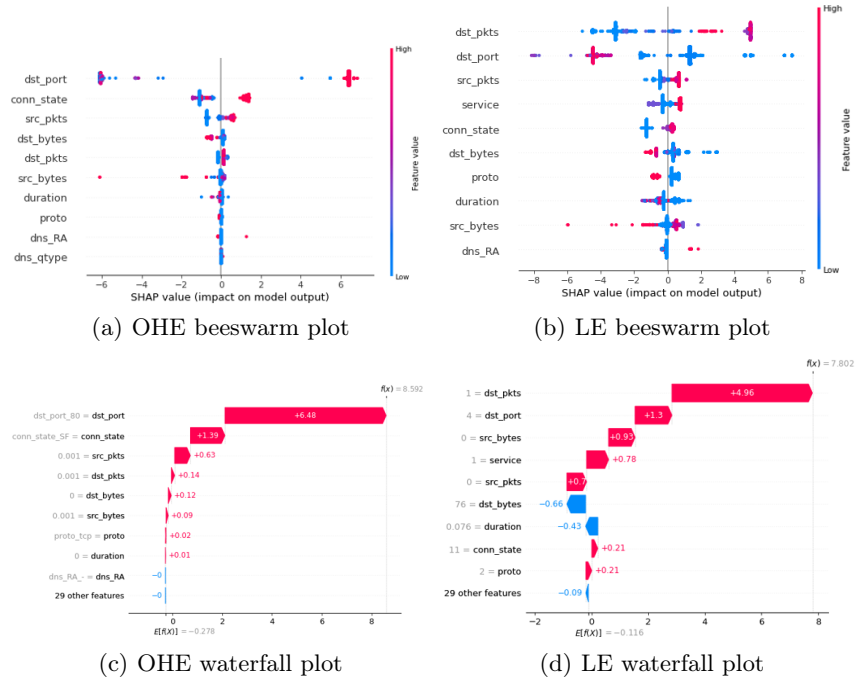 High
dst_port
conn_state
src_pkts
dst_bytes
dst_pkts
src_bytes
duration
proto
dns_RA
dns_qtype
Feature value
Low
−6 −4 −2 0 2 4 6
SHAP value (impact on model output)
(a) OHE beeswarm plot
High
dst_pkts
dst_port
src_pkts
service
conn_state
dst_bytes
proto
duration
src_bytes
dns_RA
Feature value
Low
−8 −6 −4 −2 0 2 4 6 8
SHAP value (impact on model output)
(b) LE beeswarm plot
f(x) = 8.592
dst_port_80 = dst_port +6.48
conn_state_SF = conn_state +1.39
0.001 = src_pkts +0.63
0.001 = dst_pkts +0.14
0 = dst_bytes +0.12
0.001 = src_bytes +0.09
proto_tcp = proto +0.02
0 = duration +0.01
dns_RA_- = dns_RA −0
29 other features −0
0 2 4 6 8
E[f(X)] = −0.278
(c) OHE waterfall plot
f(x) = 7.802
1 = dst_pkts +4.96
4 = dst_port +1.3
0 = src_bytes +0.93
1 = service +0.78
0 = src_pkts +0.7
76 = dst_bytes −0.66
0.076 = duration −0.43
11 = conn_state +0.21
2 = proto +0.21
29 other features −0.09
−2 0 2 4 6 8
E[f(X)] = −0.116
(d) LE waterfall plot